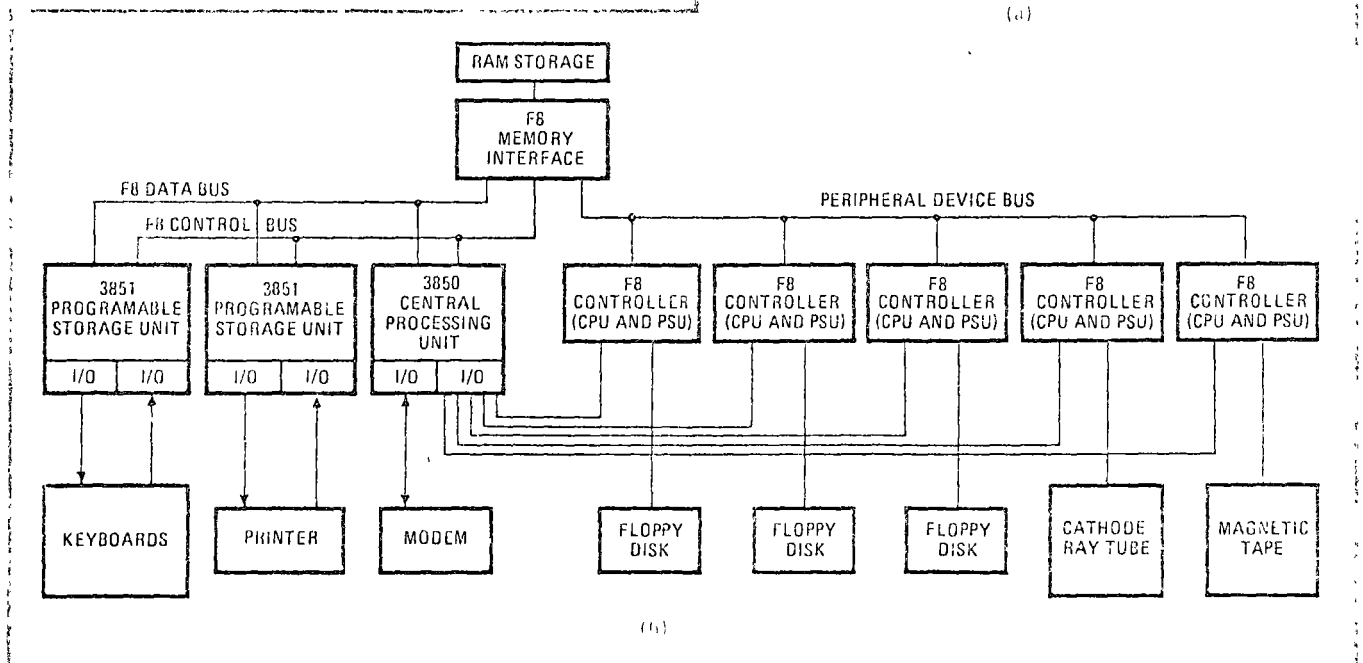 (a)
RAM STORAGE
F8
MEMORY
INTERFACE
F8 DATA BUS
PERIPHERAL DEVICE BUS
F8 CONTROL BUS
3851
PROGRAMABLE
STORAGE UNIT
I/O I/O
3851
PROGRAMABLE
STORAGE UNIT
I/O I/O
3850
CENTRAL
PROCESSING
UNIT
I/O I/O
F8
CONTROLLER
(CPU AND PSU)
F8
CONTROLLER
(CPU AND PSU)
F8
CONTROLLER
(CPU AND PSU)
F8
CONTROLLER
(CPU AND PSU)
F8
CONTROLLER
(CPU AND PSU)
KEYBOARDS
PRINTER
MODEM
FLOPPY
DISK
FLOPPY
DISK
FLOPPY
DISK
CATHODE
RAY TUBE
MAGNETIC
TAPE
(b)